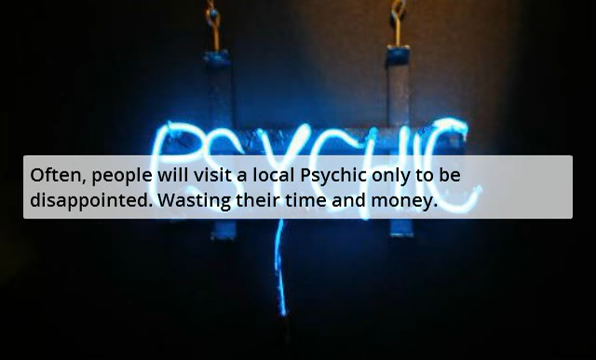 PSYCHIC
Often, people will visit a local Psychic only to be
disappointed. Wasting their time and money.